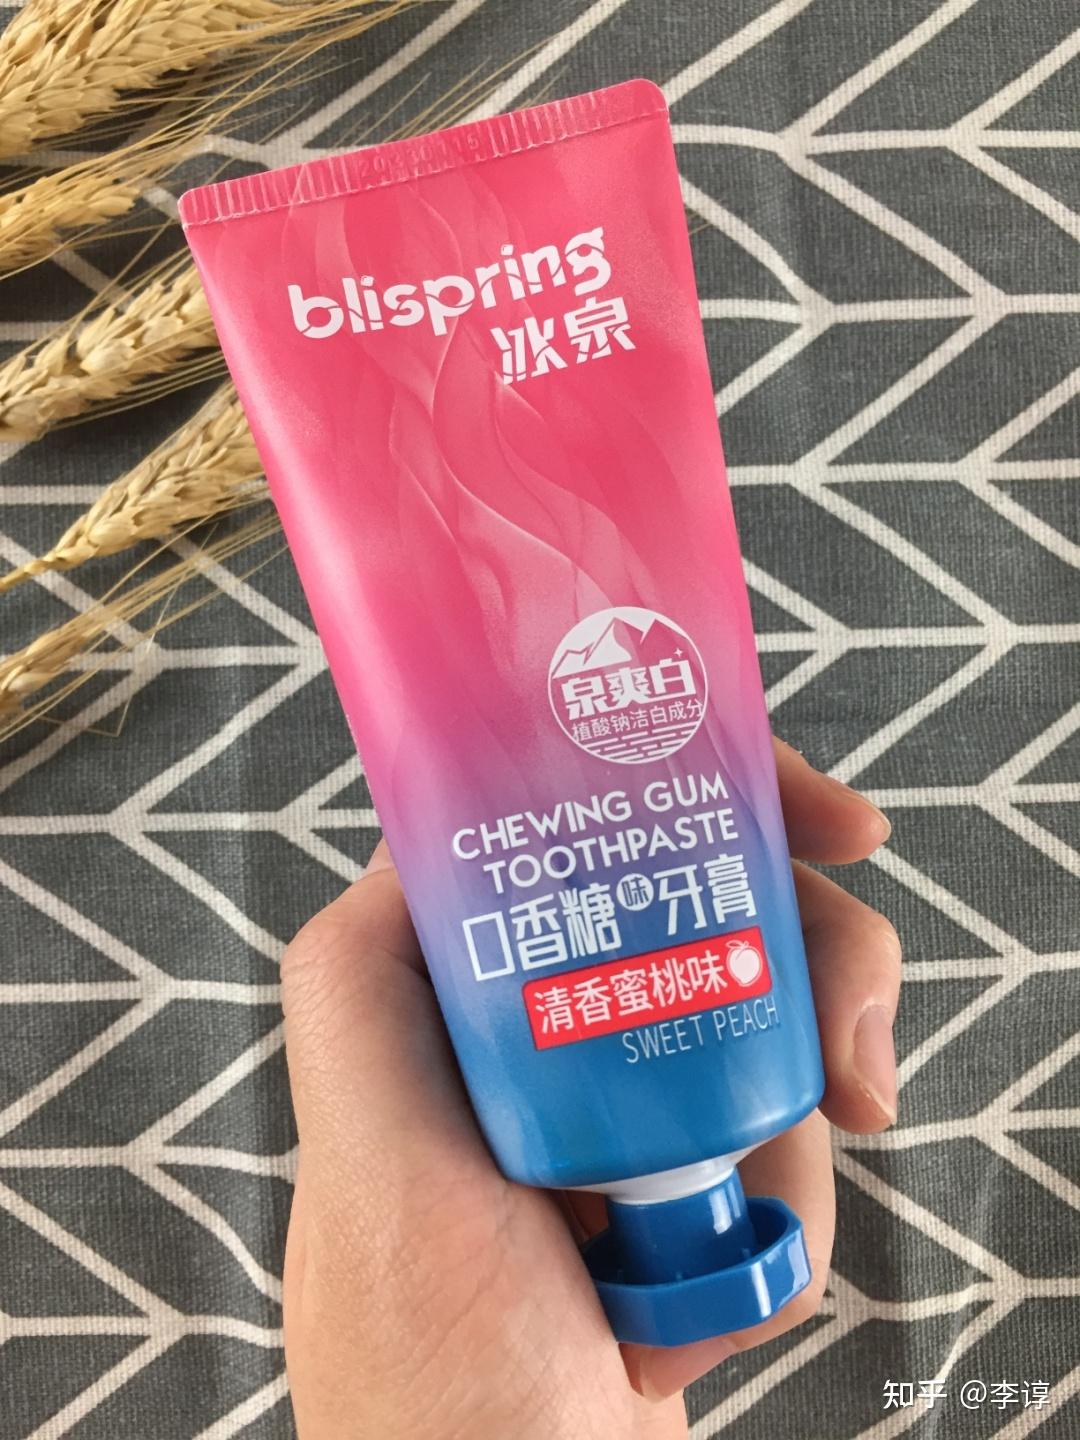 20230115
blispring
冰泉
泉爽白
植酸钠洁白成分
CHEWING GUM
TOOTHPASTE
口香糖味牙膏
清香蜜桃味
SWEET PEACH
知乎 @李谆